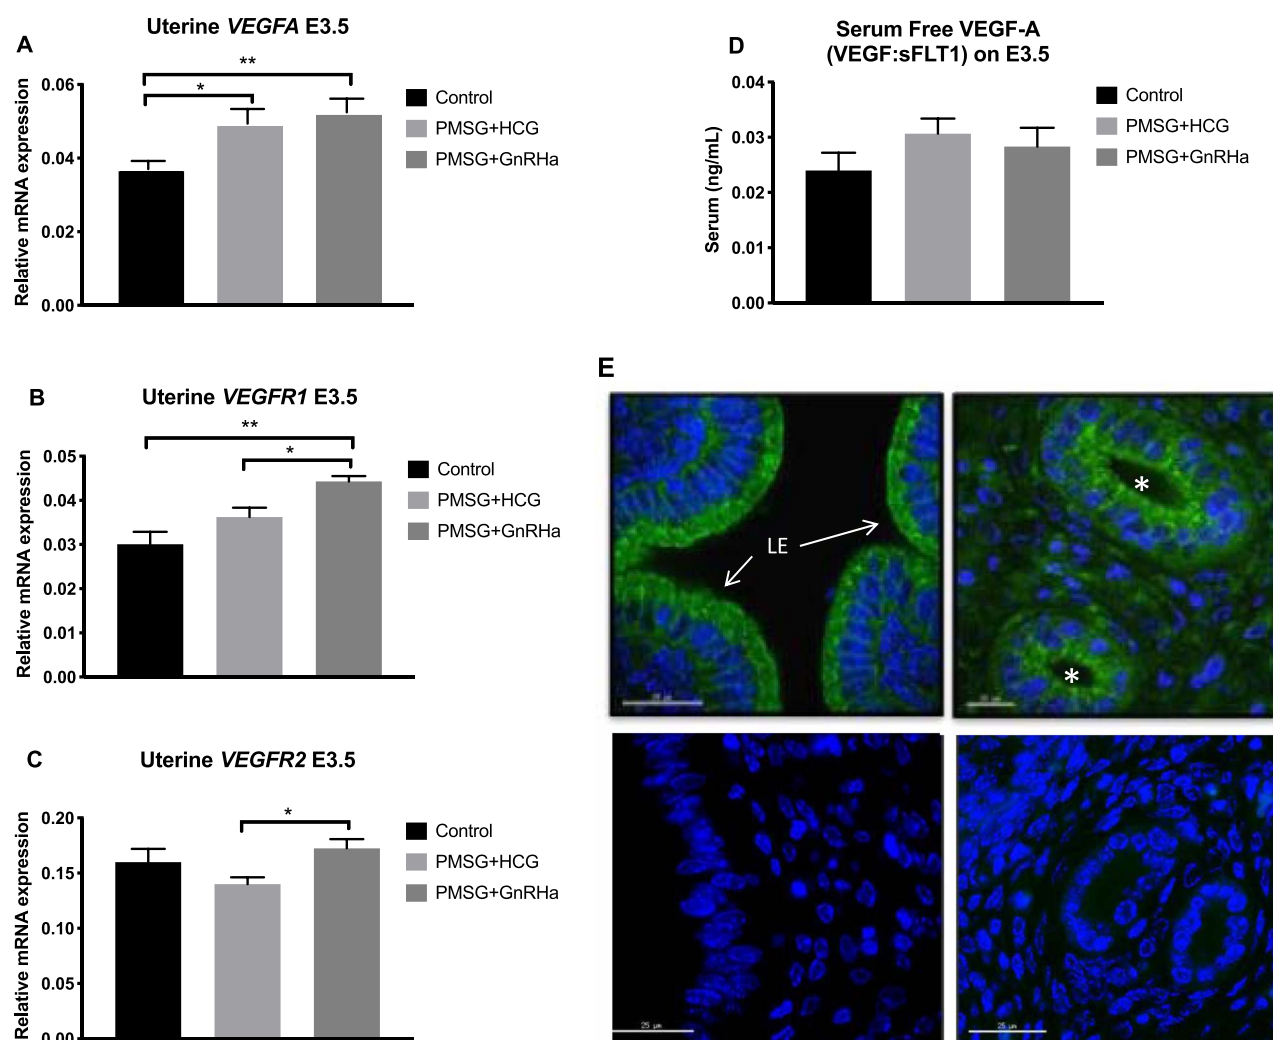 A
Uterine VEGFA E3.5
**
*
Relative mRNA expression
0.06
0.04
0.02
0.00
Control
PMSG+HCG
PMSG+GnRHa
B
Uterine VEGFR1 E3.5
**
*
Relative mRNA expression
0.05
0.04
0.03
0.02
0.01
0.00
Control
PMSG+HCG
PMSG+GnRHa
C
Uterine VEGFR2 E3.5
*
Relative mRNA expression
0.20
0.15
0.10
0.05
0.00
Control
PMSG+HCG
PMSG+GnRHa
D
Serum Free VEGF-A
(VEGF:sFLT1) on E3.5
Serum (ng/mL)
0.04
0.03
0.02
0.01
0.00
Control
PMSG+HCG
PMSG+GnRHa
E
LE
*
*
25 µm
25 µm